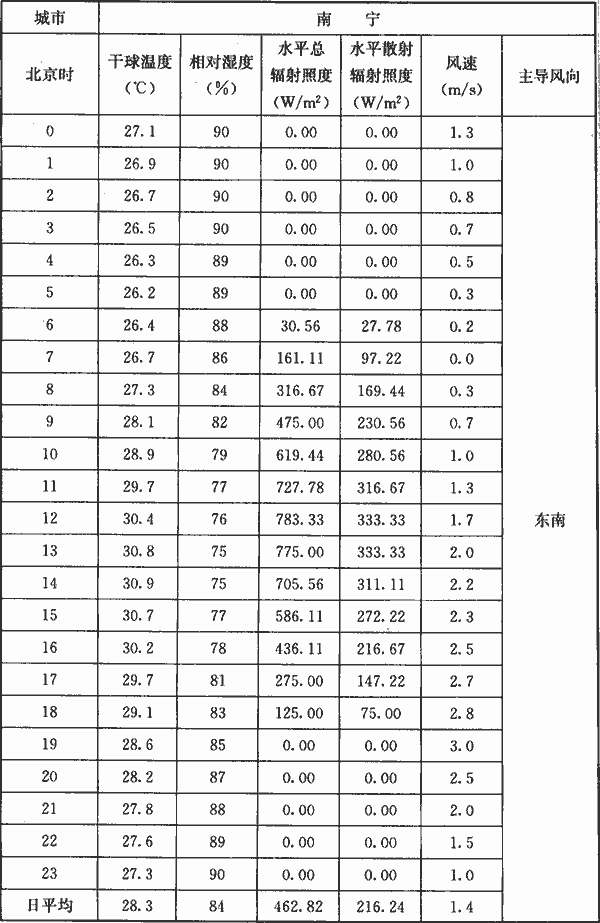 城市 南宁
北京时 干球温度(℃) 相对湿度(%) 水平总辐射照度(W/m²) 水平散射辐射照度(W/m²) 风速(m/s) 主导风向
0 27.1 90 0.00 0.00 1.3
1 26.9 90 0.00 0.00 1.0
2 26.7 90 0.00 0.00 0.8
3 26.5 90 0.00 0.00 0.7
4 26.3 89 0.00 0.00 0.5
5 26.2 89 0.00 0.00 0.3
6 26.4 88 30.56 27.78 0.2
7 26.7 86 161.11 97.22 0.0
8 27.3 84 316.67 169.44 0.3
9 28.1 82 475.00 230.56 0.7
10 28.9 79 619.44 280.56 1.0
11 29.7 77 727.78 316.67 1.3
12 30.4 76 783.33 333.33 1.7 东南
13 30.8 75 775.00 333.33 2.0
14 30.9 75 705.56 311.11 2.2
15 30.7 77 586.11 272.22 2.3
16 30.2 78 436.11 216.67 2.5
17 29.7 81 275.00 147.22 2.7
18 29.1 83 125.00 75.00 2.8
19 28.6 85 0.00 0.00 3.0
20 28.2 87 0.00 0.00 2.5
21 27.8 88 0.00 0.00 2.0
22 27.6 89 0.00 0.00 1.5
23 27.3 90 0.00 0.00 1.0
日平均 28.3 84 462.82 216.24 1.4